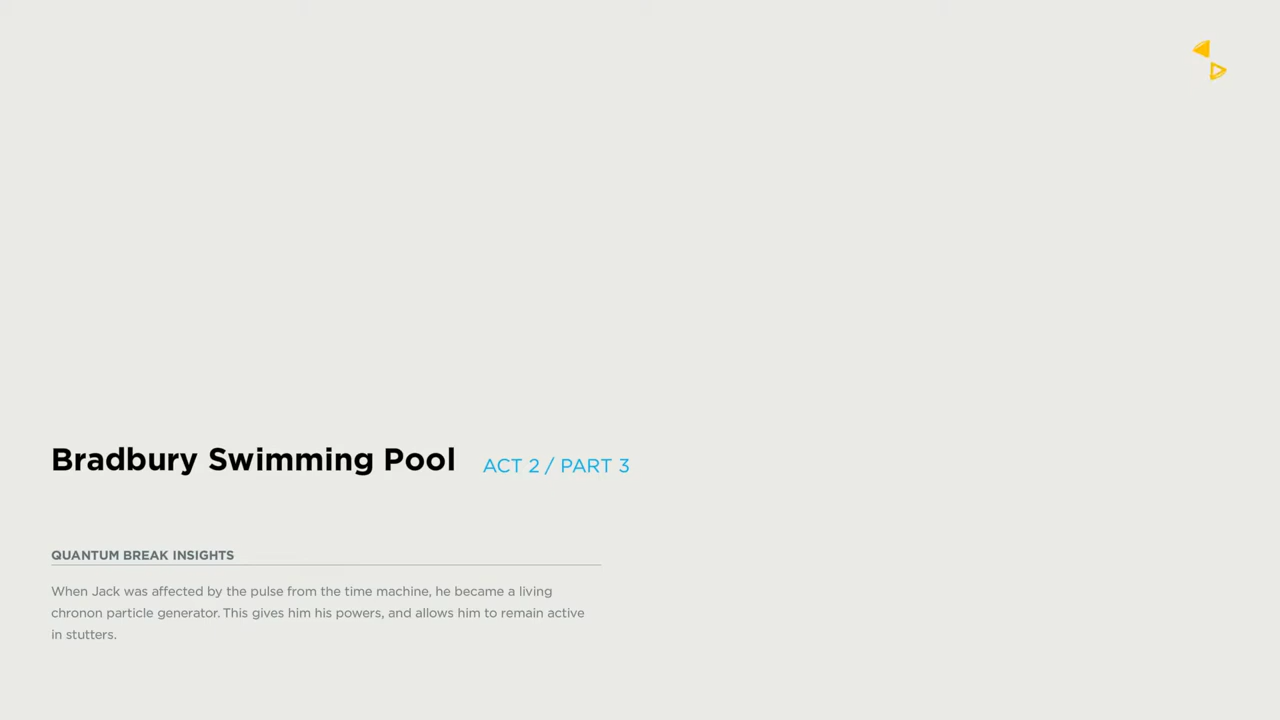 Bradbury Swimming Pool ACT 2 / PART 3
QUANTUM BREAK INSIGHTS
When Jack was affected by the pulse from the time machine, he became a living
chronon particle generator. This gives him his powers, and allows him to remain active
in stutters.